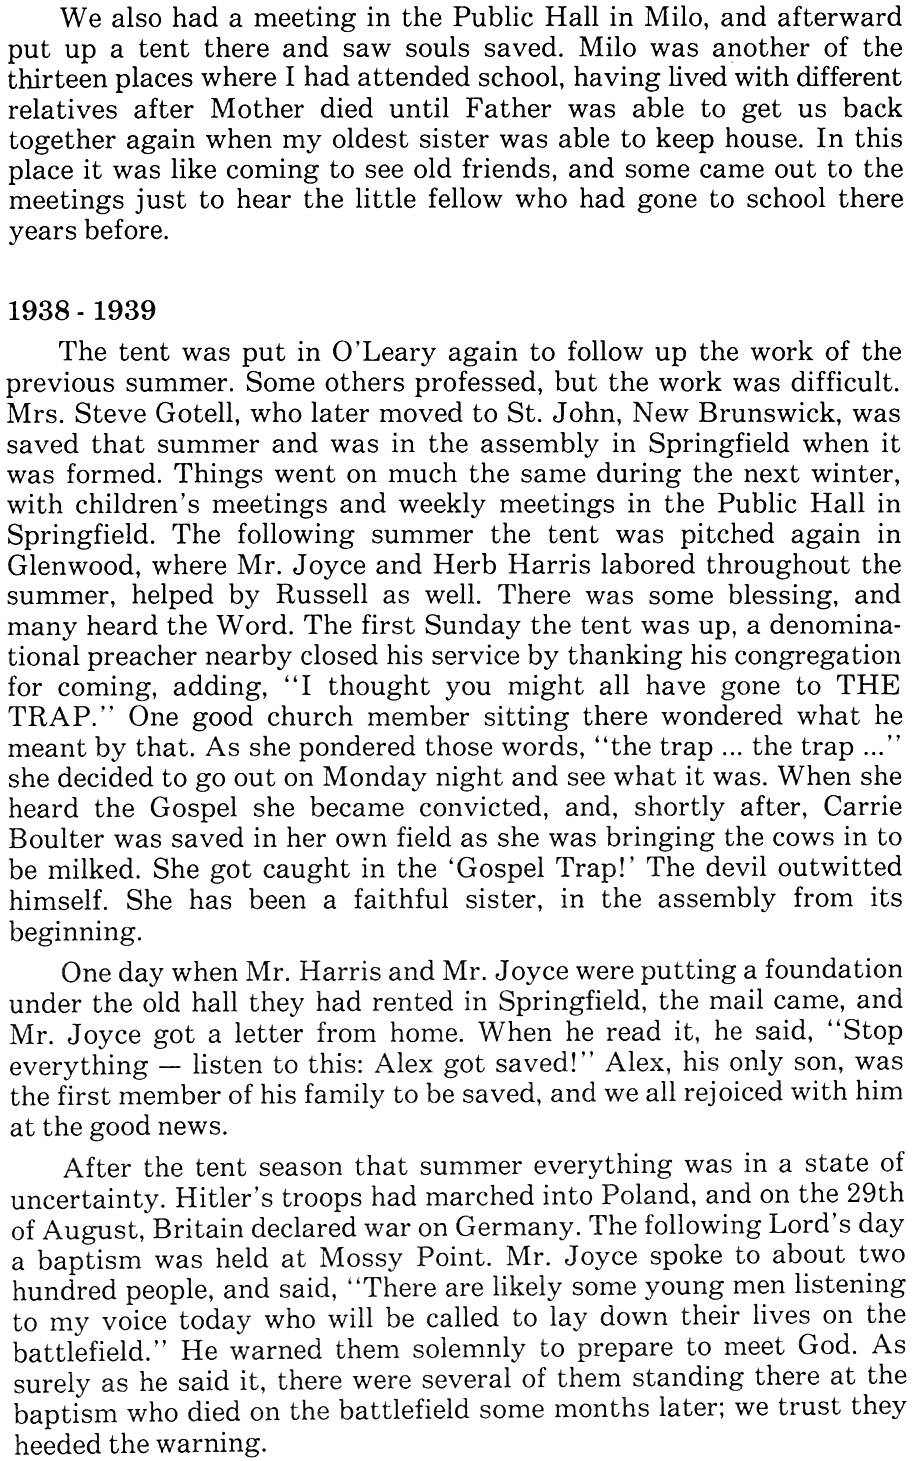 We also had a meeting in the Public Hall in Milo, and afterward
put up a tent there and saw souls saved. Milo was another of the
thirteen places where I had attended school, having lived with different
relatives after Mother died until Father was able to get us back
together again when my oldest sister was able to keep house. In this
place it was like coming to see old friends, and some came out to the
meetings just to hear the little fellow who had gone to school there
years before.
1938 - 1939
The tent was put in O'Leary again to follow up the work of the
previous summer. Some others professed, but the work was difficult.
Mrs. Steve Gotell, who later moved to St. John, New Brunswick, was
saved that summer and was in the assembly in Springfield when it
was formed. Things went on much the same during the next winter,
with children's meetings and weekly meetings in the Public Hall in
Springfield. The following summer the tent was pitched again in
Glenwood, where Mr. Joyce and Herb Harris labored throughout the
summer, helped by Russell as well. There was some blessing, and
many heard the Word. The first Sunday the tent was up, a denomina-
tional preacher nearby closed his service by thanking his congregation
for coming, adding, "I thought you might all have gone to THE
TRAP." One good church member sitting there wondered what he
meant by that. As she pondered those words, "the trap ... the trap ..."
she decided to go out on Monday night and see what it was. When she
heard the Gospel she became convicted, and, shortly after, Carrie
Boulter was saved in her own field as she was bringing the cows in to
be milked. She got caught in the 'Gospel Trap!' The devil outwitted
himself. She has been a faithful sister, in the assembly from its
beginning.
One day when Mr. Harris and Mr. Joyce were putting a foundation
under the old hall they had rented in Springfield, the mail came, and
Mr. Joyce got a letter from home. When he read it, he said, "Stop
everything — listen to this: Alex got saved!" Alex, his only son, was
the first member of his family to be saved, and we all rejoiced with him
at the good news.
After the tent season that summer everything was in a state of
uncertainty. Hitler's troops had marched into Poland, and on the 29th
of August, Britain declared war on Germany. The following Lord's day
a baptism was held at Mossy Point. Mr. Joyce spoke to about two
hundred people, and said, "There are likely some young men listening
to my voice today who will be called to lay down their lives on the
battlefield." He warned them solemnly to prepare to meet God. As
surely as he said it, there were several of them standing there at the
baptism who died on the battlefield some months later; we trust they
heeded the warning.